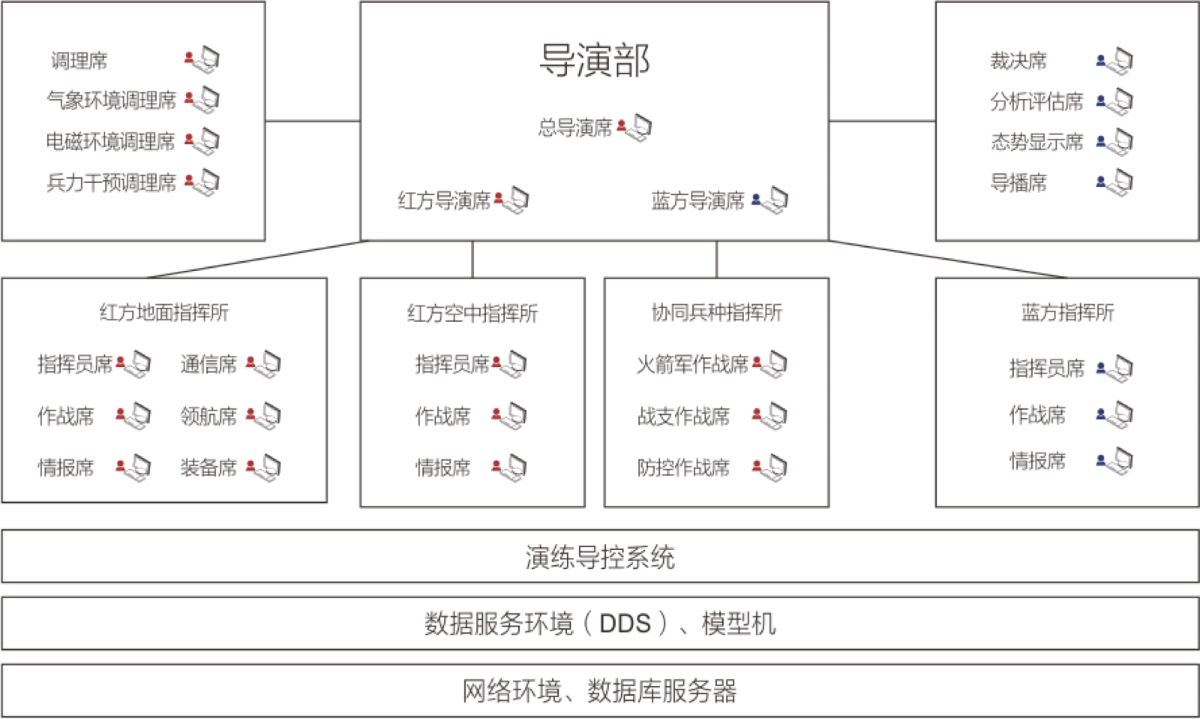 调理席
气象环境调理席
电磁环境调理席
兵力干预调理席
导演部
总导演席
红方导演席
蓝方导演席
裁决席
分析评估席
态势显示席
导播席
红方地面指挥所
指挥员席 通信席
作战席 领航席
情报席 装备席
红方空中指挥所
指挥员席
作战席
情报席
协同兵种指挥所
火箭军作战席
战支作战席
防控作战席
蓝方指挥所
指挥员席
作战席
情报席
演练导控系统
数据服务环境（DDS）、模型机
网络环境、数据库服务器